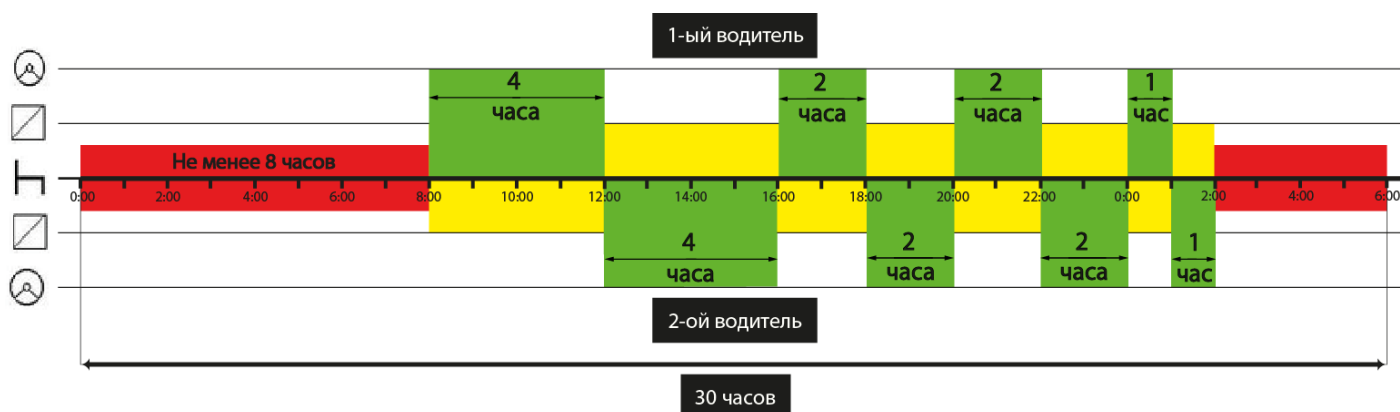 1-ый водитель
4
часа
2
часа
2
часа
1
час
Не менее 8 часов
0:00 2:00 4:00 6:00 8:00 10:00 12:00 14:00 16:00 18:00 20:00 22:00 0:00 2:00 4:00 6:00
4
часа
2
часа
2
часа
1
час
2-ой водитель
30 часов